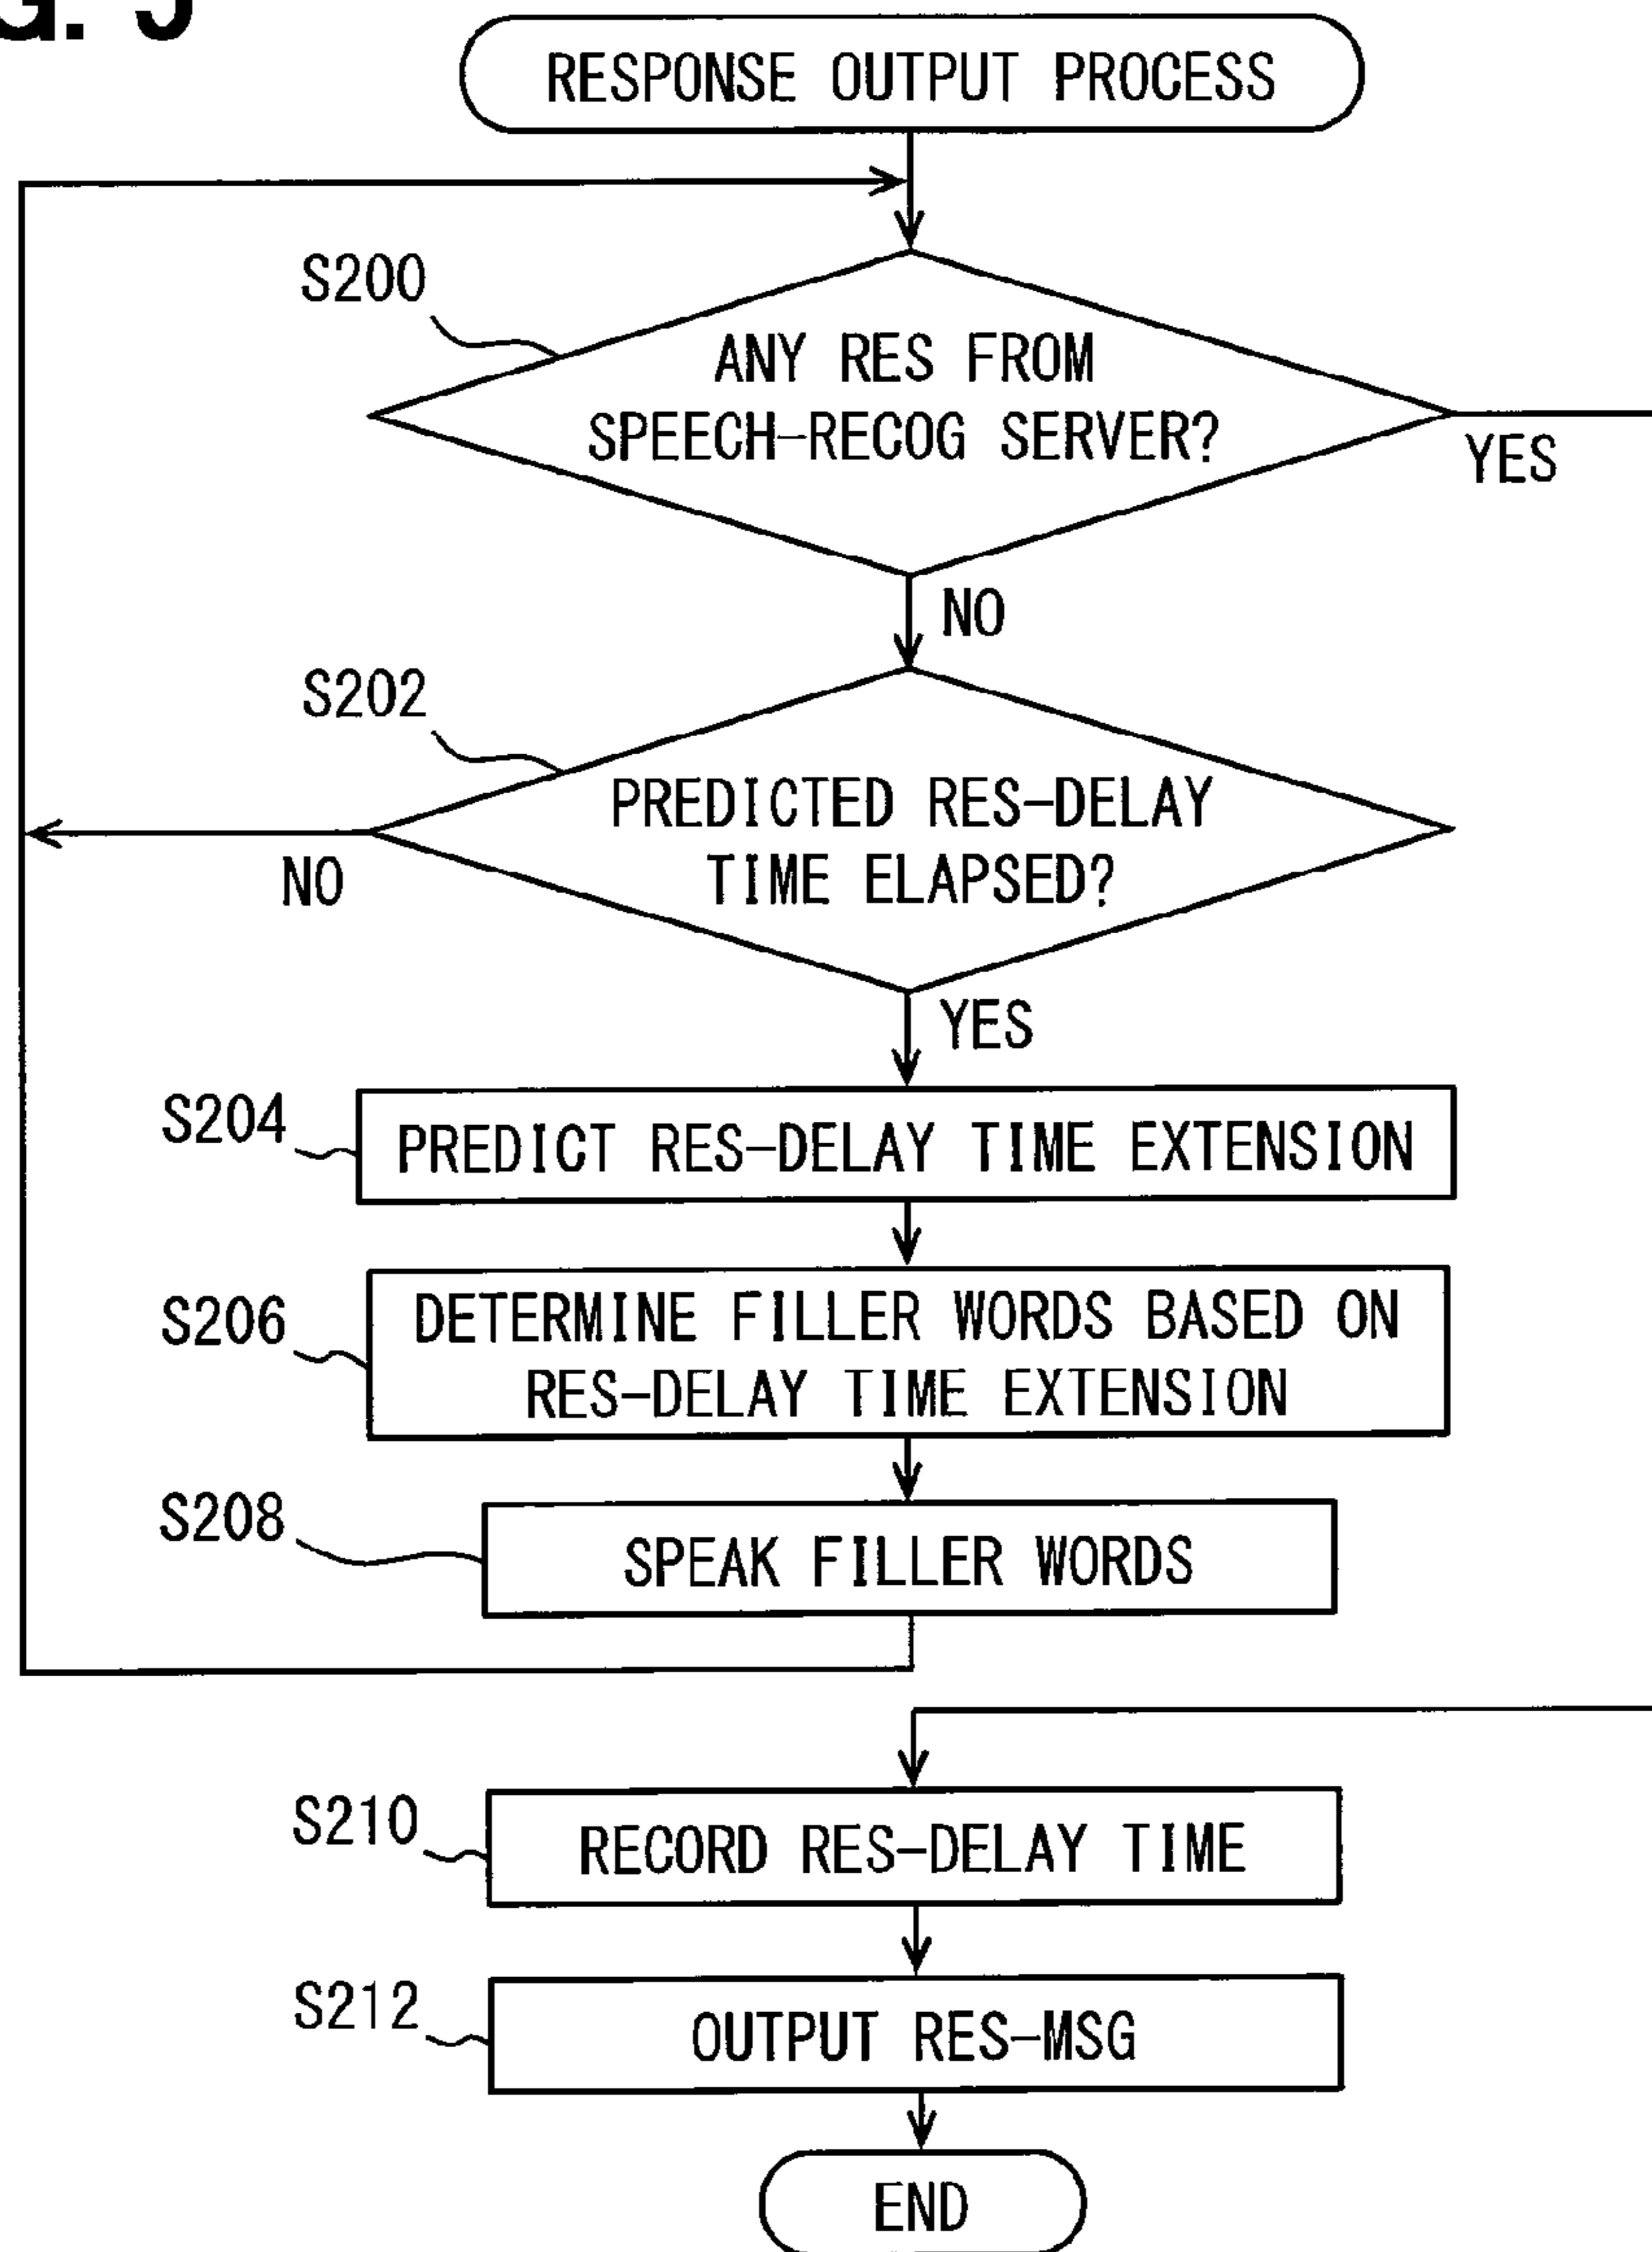 RESPONSE OUTPUT PROCESS
S200
ANY RES FROM
SPEECH-RECOG SERVER?
YES
NO
S202
PREDICTED RES-DELAY
TIME ELAPSED?
NO
YES
S204
PREDICT RES-DELAY TIME EXTENSION
S206
DETERMINE FILLER WORDS BASED ON
RES-DELAY TIME EXTENSION
S208
SPEAK FILLER WORDS
S210
RECORD RES-DELAY TIME
S212
OUTPUT RES-MSG
END